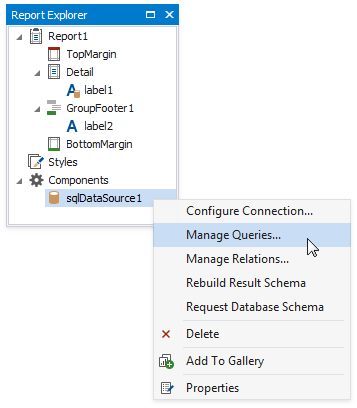 Report Explorer
Report1
TopMargin
Detail
label1
GroupFooter1
label2
BottomMargin
Styles
Components
sqlDataSource1
Configure Connection...
Manage Queries...
Manage Relations...
Rebuild Result Schema
Request Database Schema
Delete
Add To Gallery
Properties